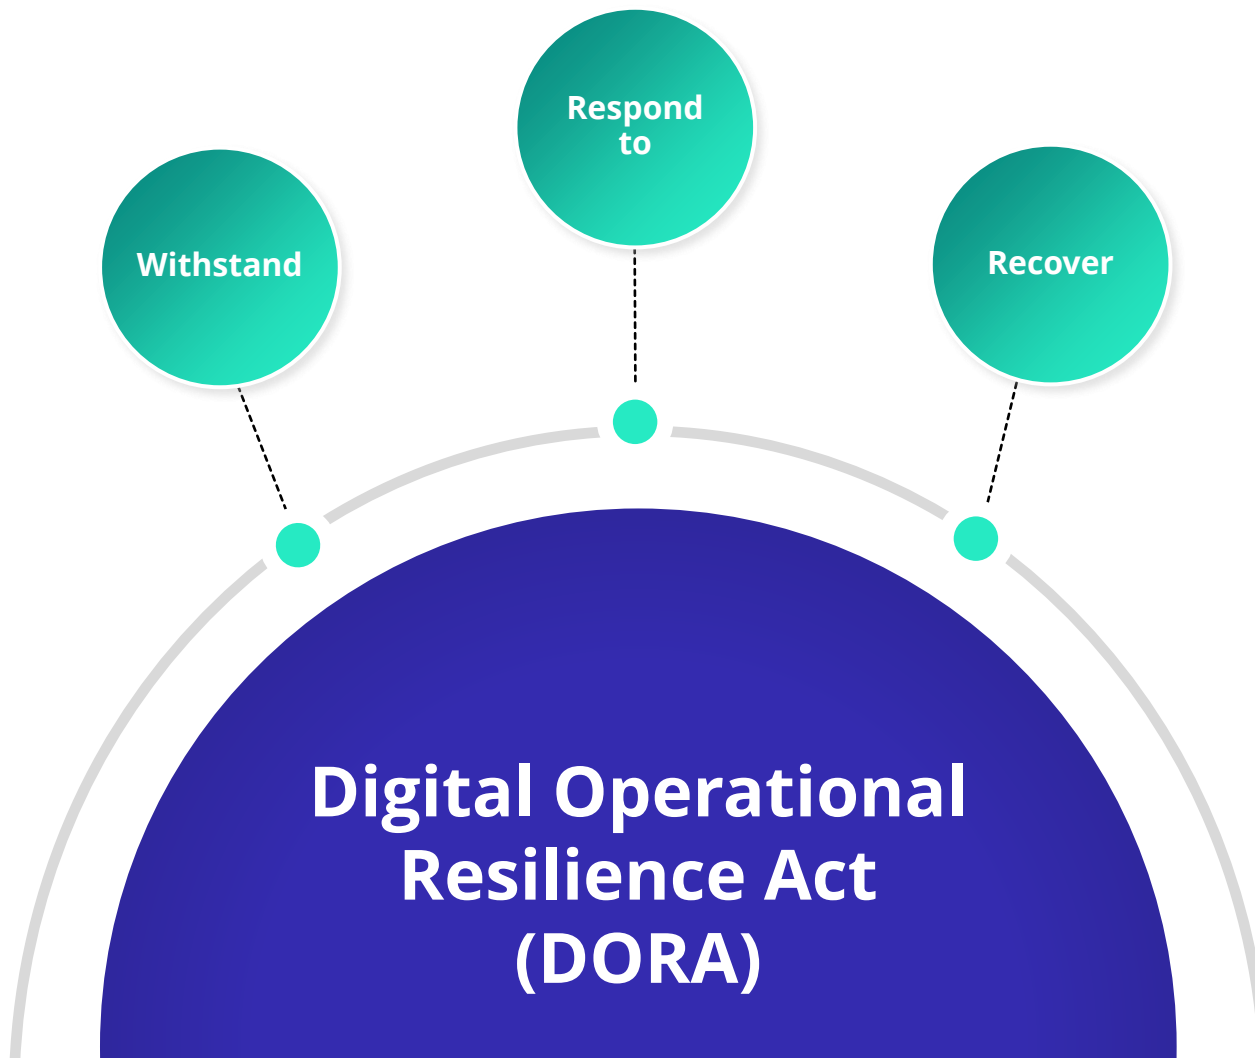 Respond
to
Withstand
Recover
Digital Operational
Resilience Act
(DORA)